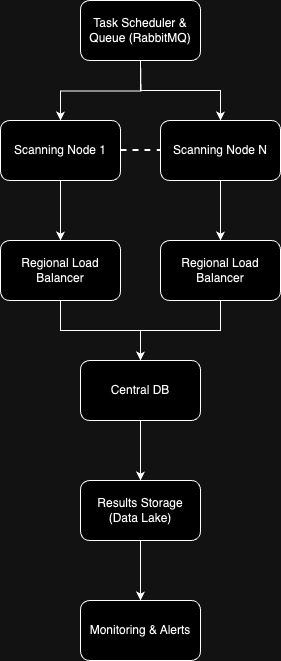 Task Scheduler &
Queue (RabbitMQ)
Scanning Node 1
Scanning Node N
Regional Load
Balancer
Regional Load
Balancer
Central DB
Results Storage
(Data Lake)
Monitoring & Alerts